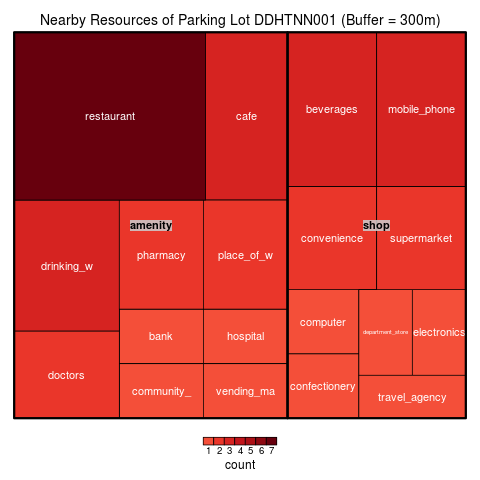 Nearby Resources of Parking Lot DDHTNN001 (Buffer = 300m)
restaurant
cafe
beverages
mobile_phone
amenity
shop
drinking_w
pharmacy
place_of_w
convenience
supermarket
bank
hospital
computer
department_store
electronics
doctors
community_
vending_ma
confectionery
travel_agency
1 2 3 4 5 6 7
count